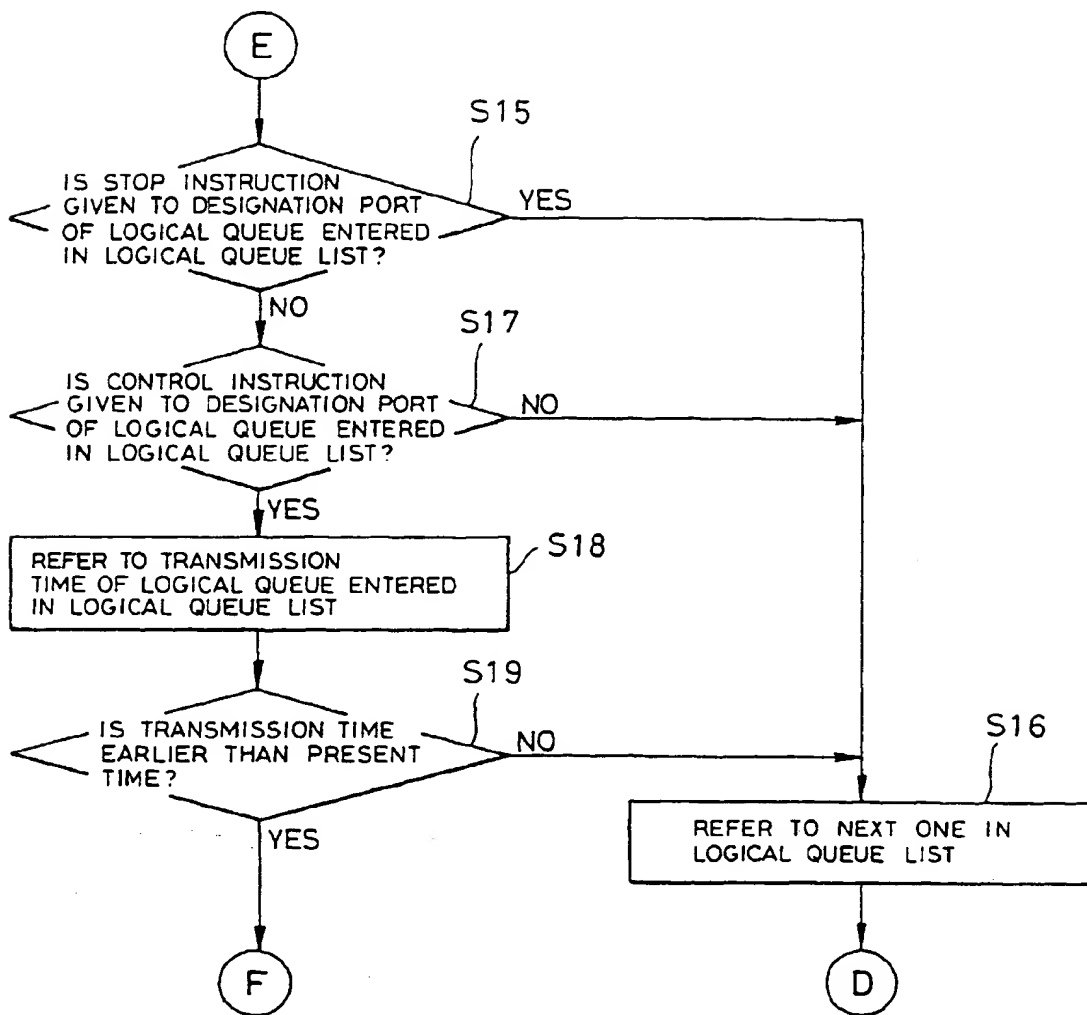 E
S15
IS STOP INSTRUCTION
GIVEN TO DESIGNATION PORT
OF LOGICAL QUEUE ENTERED
IN LOGICAL QUEUE LIST?
YES
NO
S17
IS CONTROL INSTRUCTION
GIVEN TO DESIGNATION PORT
OF LOGICAL QUEUE ENTERED
IN LOGICAL QUEUE LIST?
NO
YES
S18
REFER TO TRANSMISSION
TIME OF LOGICAL QUEUE ENTERED
IN LOGICAL QUEUE LIST
S19
IS TRANSMISSION TIME
EARLIER THAN PRESENT
TIME?
NO
YES
S16
REFER TO NEXT ONE IN
LOGICAL QUEUE LIST
F
D